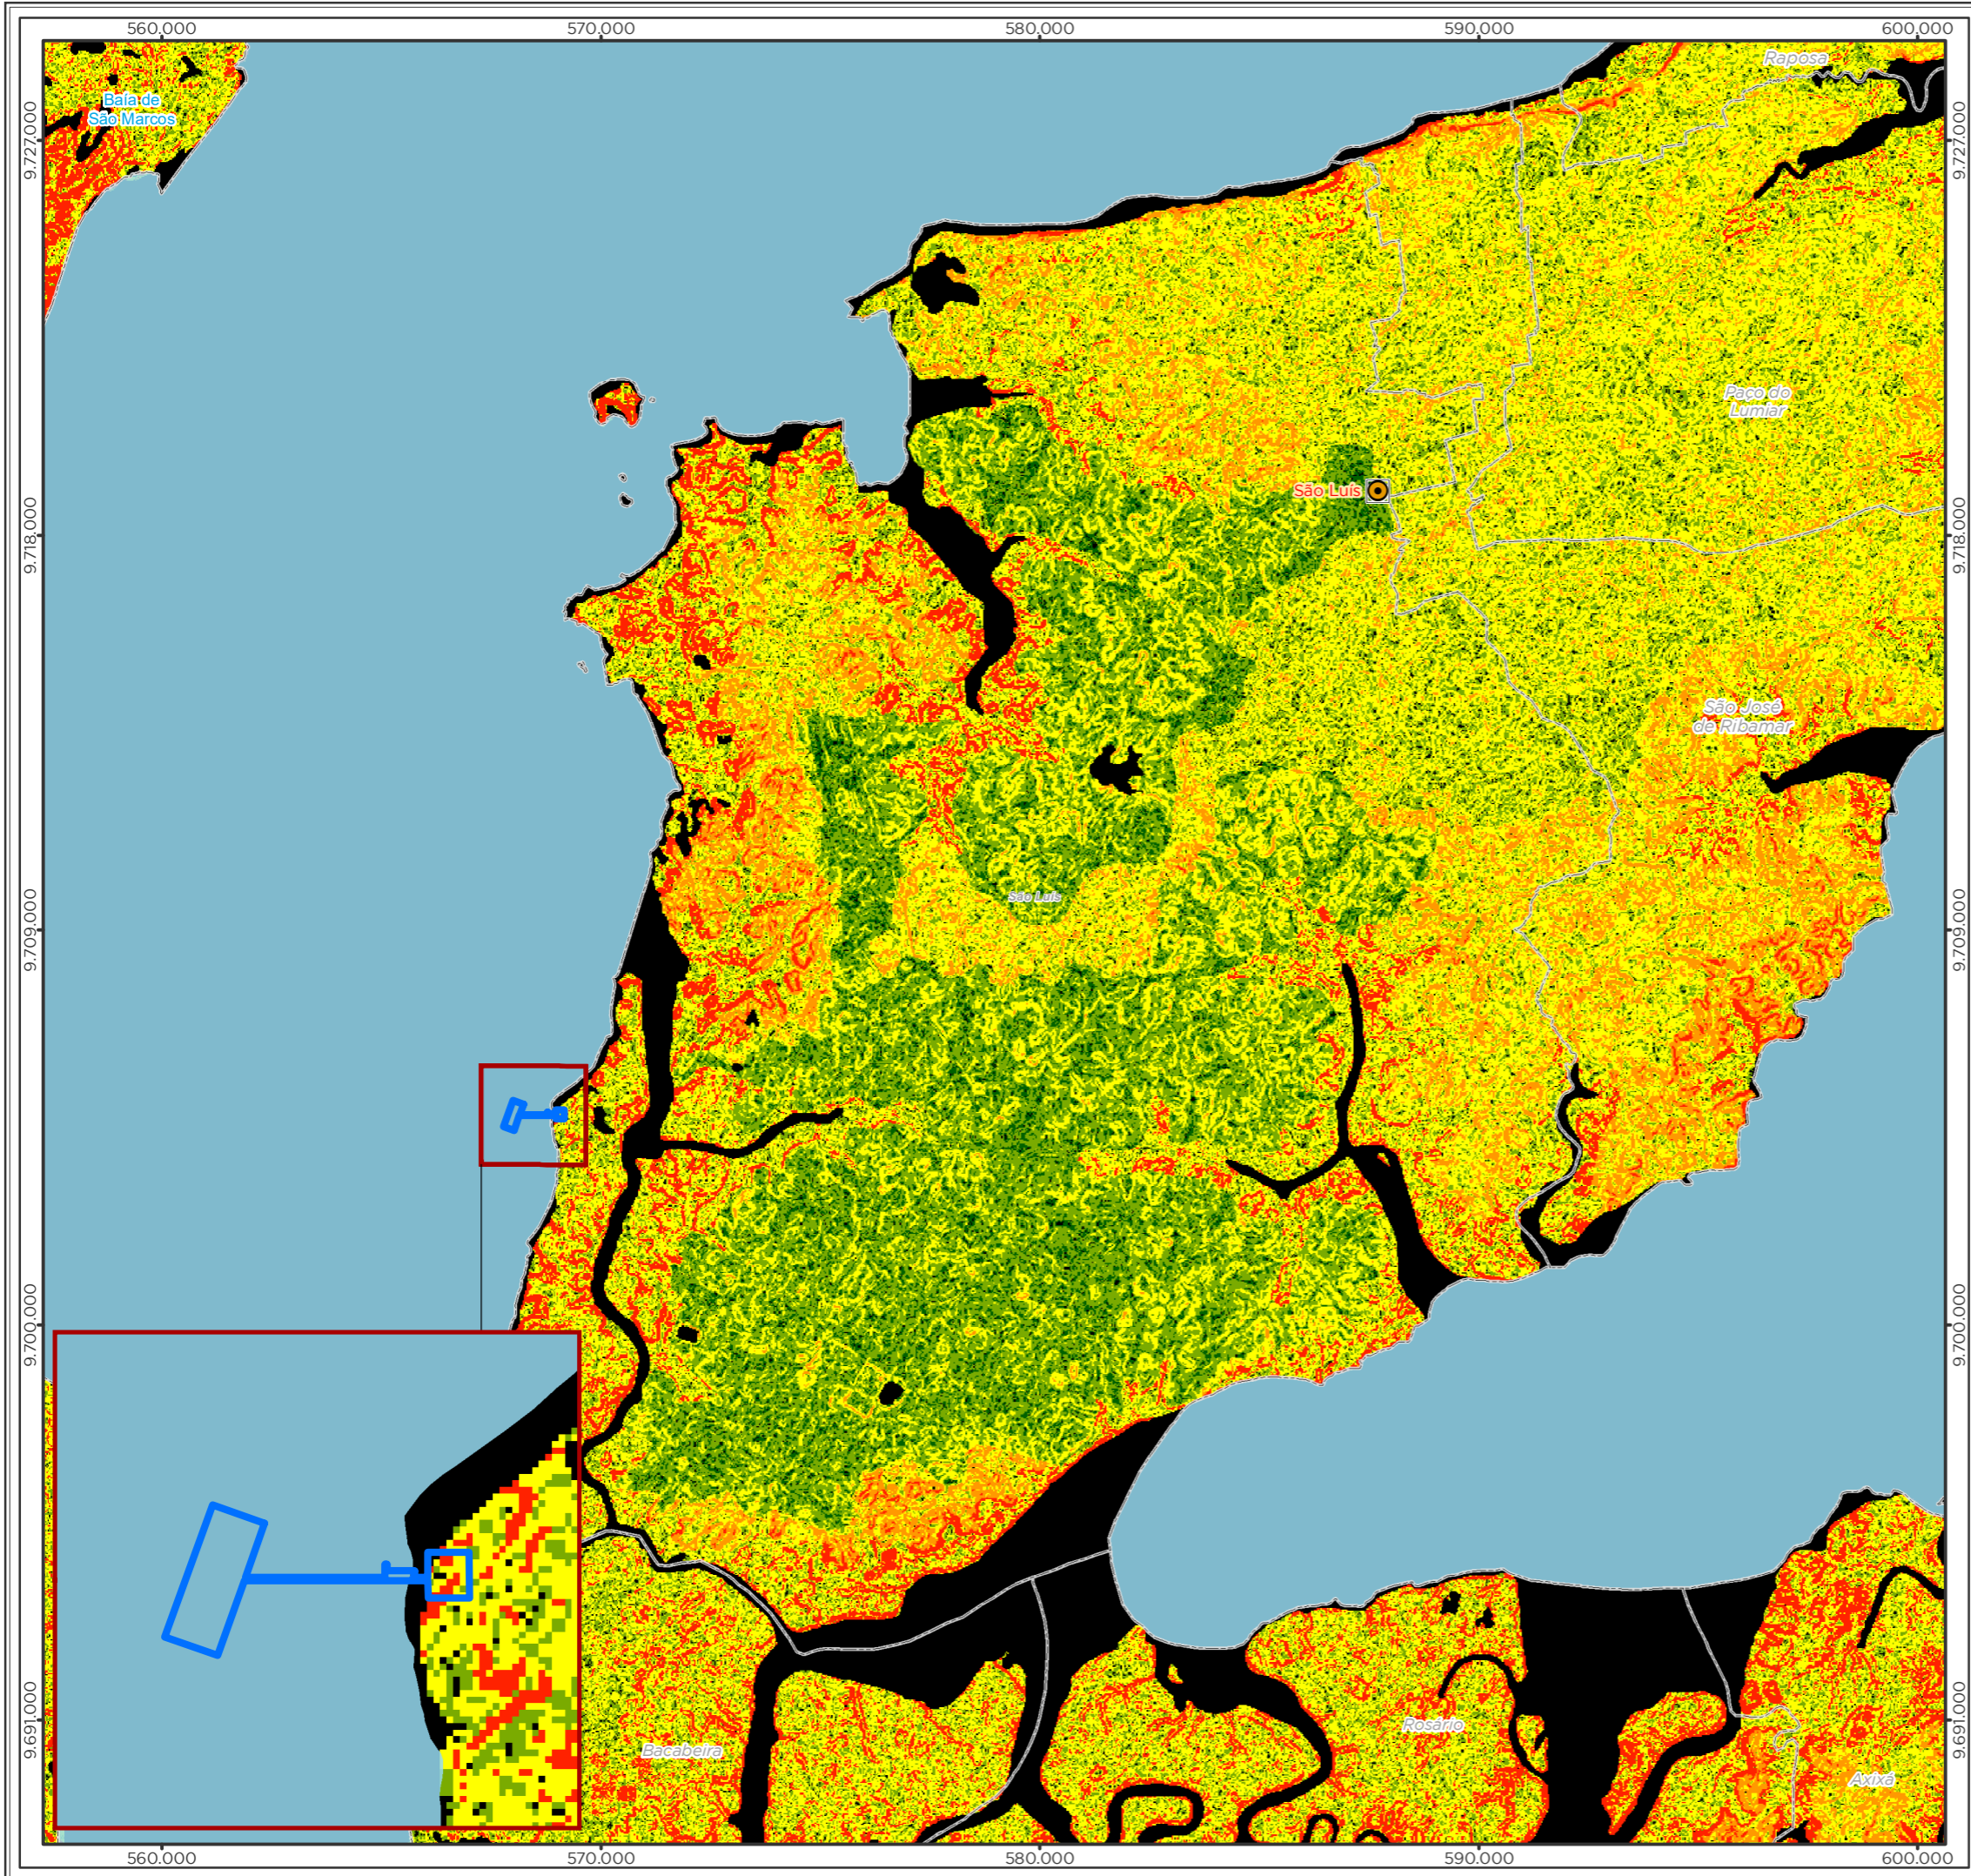 560.000
570.000
580.000
590.000
600.000
Raposa
Baía de
São Marcos
9.727.000
9.727.000
Paço do
Lumiar
São Luís
9.718.000
9.718.000
São José
de Ribamar
São Luís
9.709.000
9.709.000
9.700.000
9.700.000
9.691.000
9.691.000
Rosário
Bacabeira
Axixá
560.000
570.000
580.000
590.000
600.000